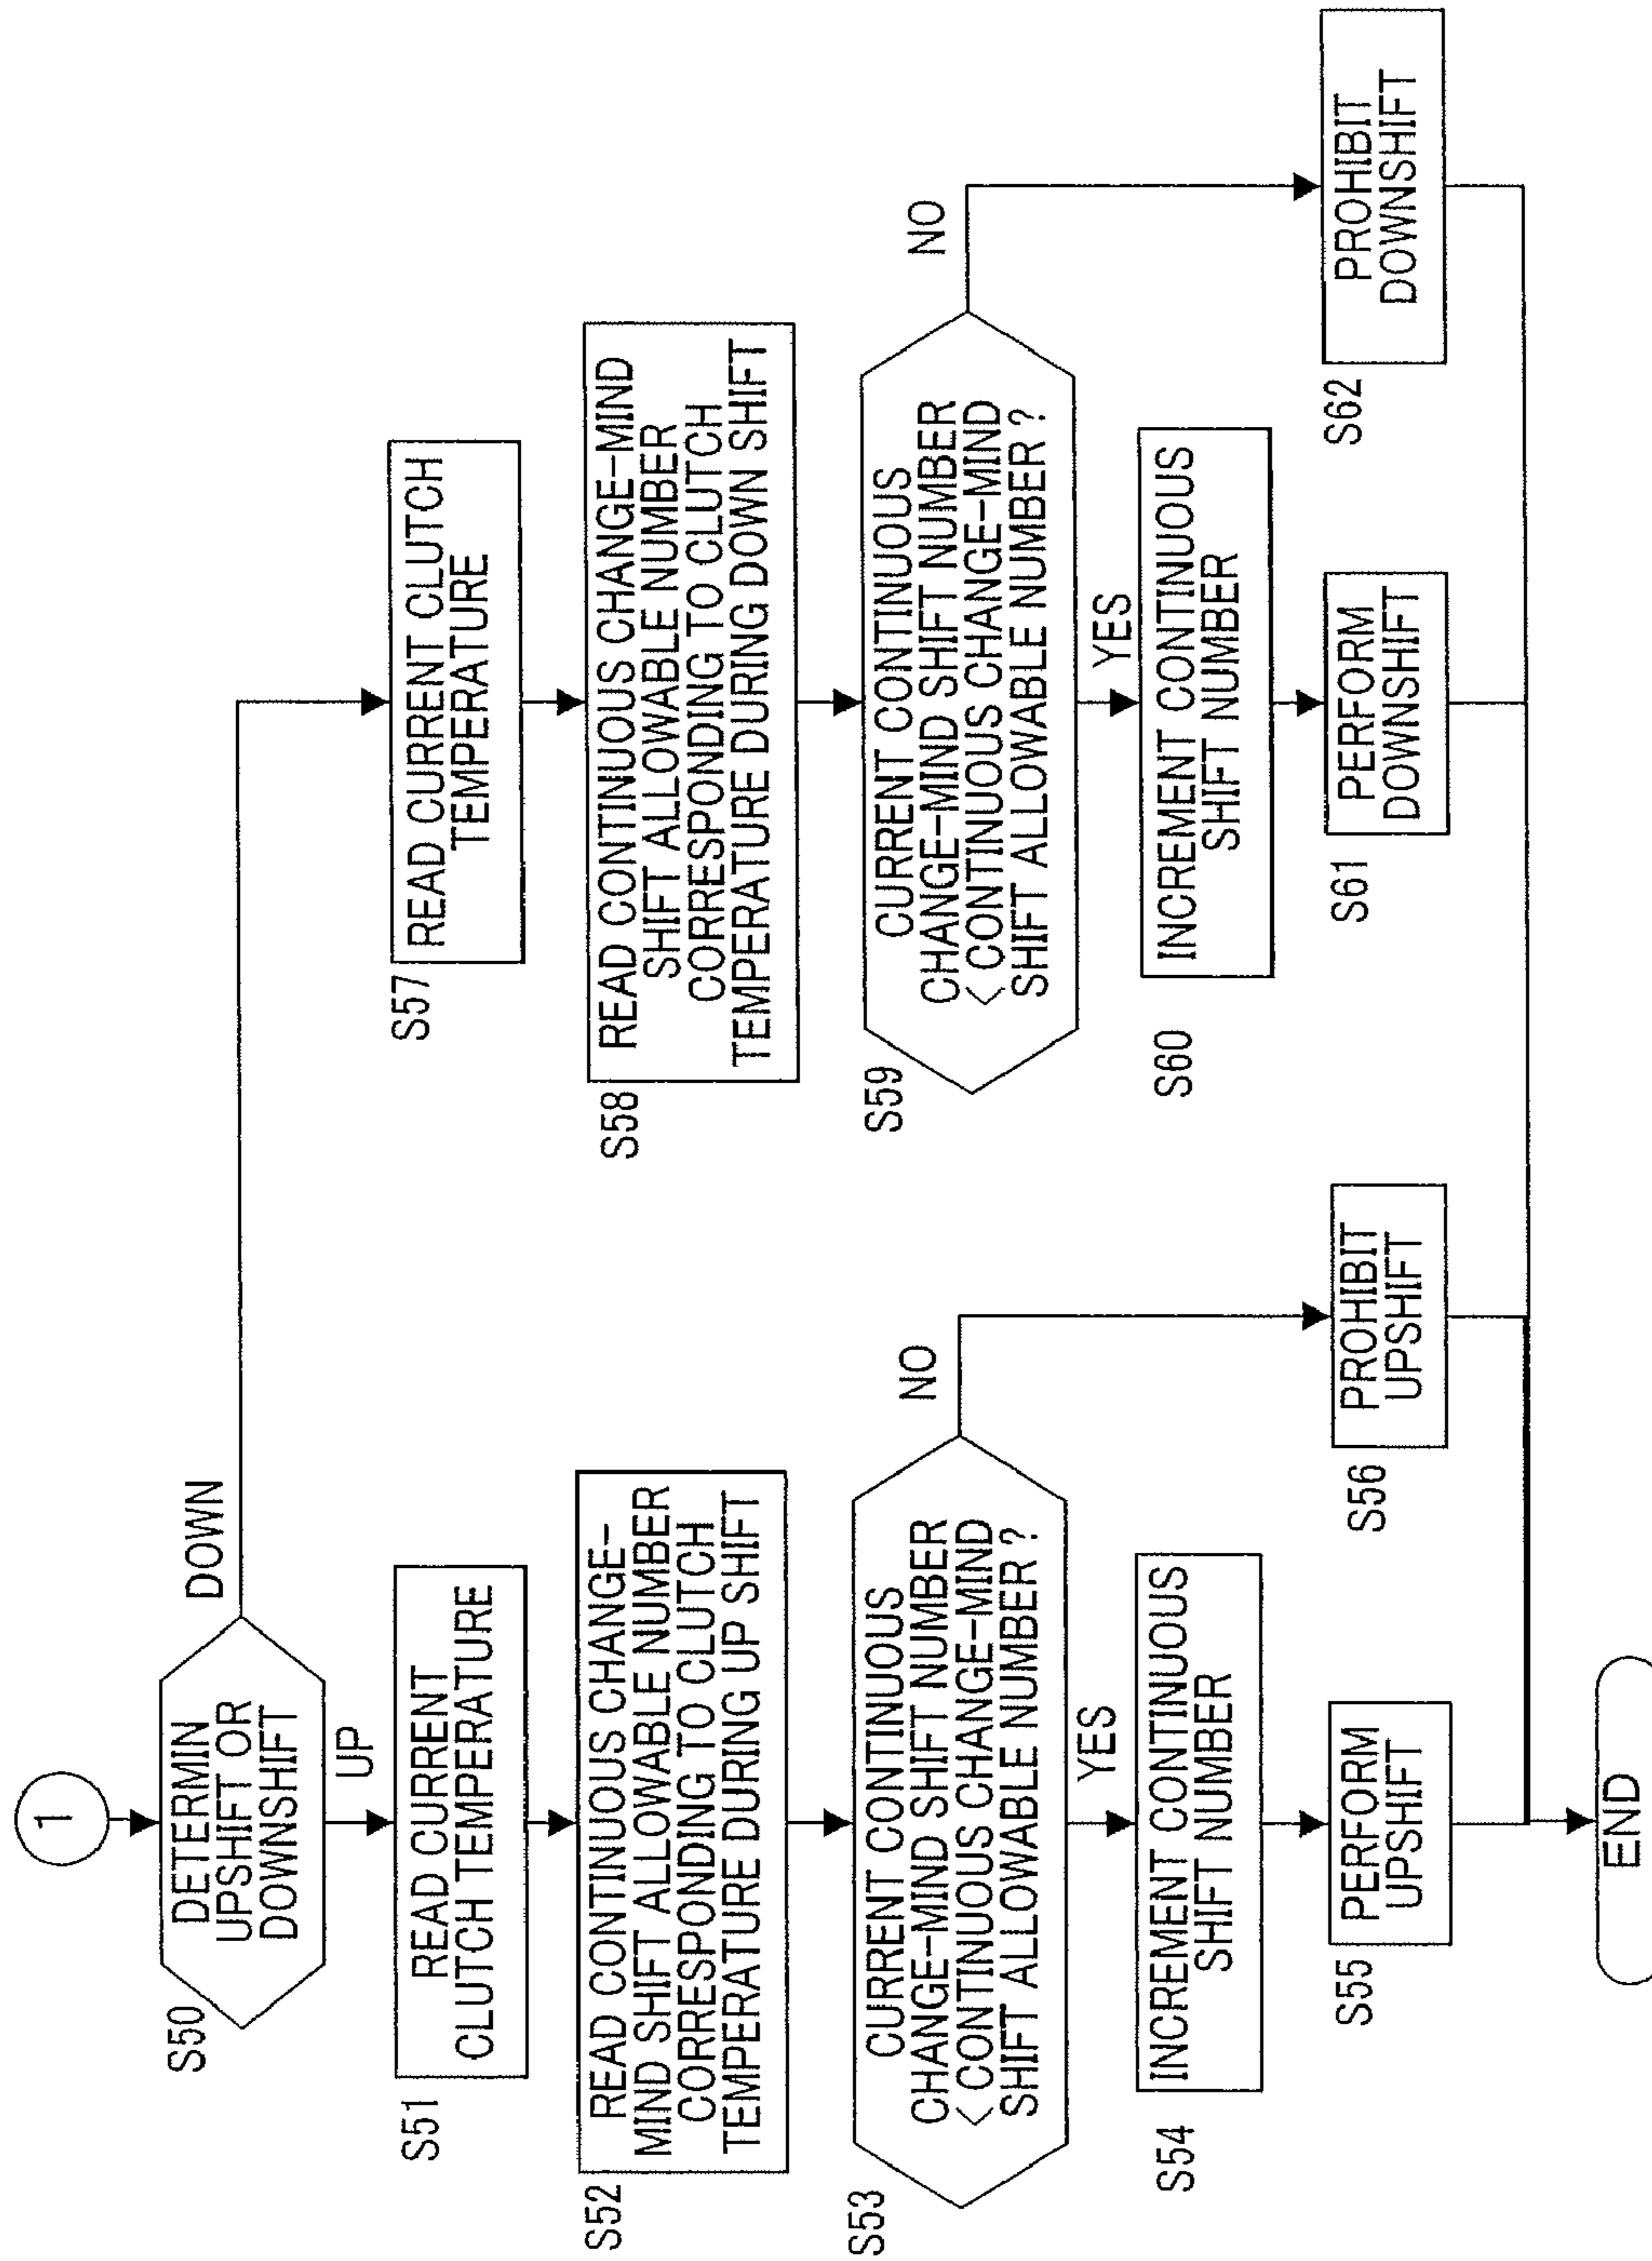 1
S50
DETERMIN
UPSHIFT OR
DOWNSHIFT
DOWN
UP
S51
READ CURRENT
CLUTCH TEMPERATURE
S52
READ CONTINUOUS CHANGE-
MIND SHIFT ALLOWABLE NUMBER
CORRESPONDING TO CLUTCH
TEMPERATURE DURING UP SHIFT
S53
CURRENT CONTINUOUS
CHANGE-MIND SHIFT NUMBER
< CONTINUOUS CHANGE-MIND
SHIFT ALLOWABLE NUMBER ?
NO
YES
S54
INCREMENT CONTINUOUS
SHIFT NUMBER
S55
PERFORM
UPSHIFT
S56
PROHIBIT
UPSHIFT
S57
READ CURRENT CLUTCH
TEMPERATURE
S58
READ CONTINUOUS CHANGE-MIND
SHIFT ALLOWABLE NUMBER
CORRESPONDING TO CLUTCH
TEMPERATURE DURING DOWN SHIFT
S59
CURRENT CONTINUOUS
CHANGE-MIND SHIFT NUMBER
< CONTINUOUS CHANGE-MIND
SHIFT ALLOWABLE NUMBER ?
NO
YES
S60
INCREMENT CONTINUOUS
SHIFT NUMBER
S61
PERFORM
DOWNSHIFT
S62
PROHIBIT
DOWNSHIFT
END